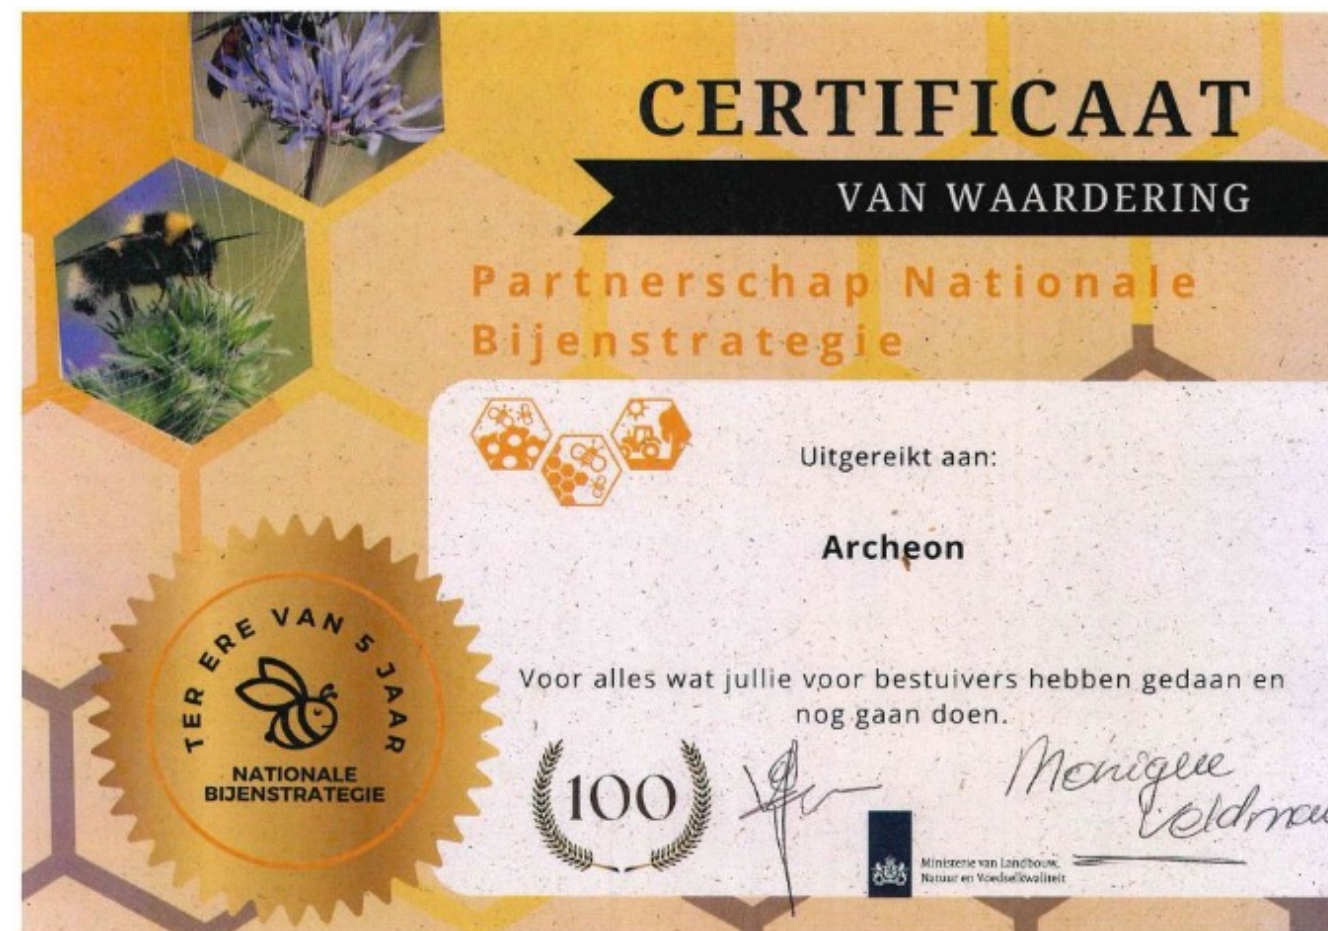 CERTIFICAAT
VAN WAARDERING
Partnerschap Nationale
Bijenstrategie
Uitgereikt aan:
Archeon
Voor alles wat jullie voor bestuivers hebben gedaan en
nog gaan doen.
TER ERE VAN 5 JAAR
NATIONALE
BIJENSTRATEGIE
100
Monique
Ministerie van Landbouw,
Natuur en Voedselkwaliteit